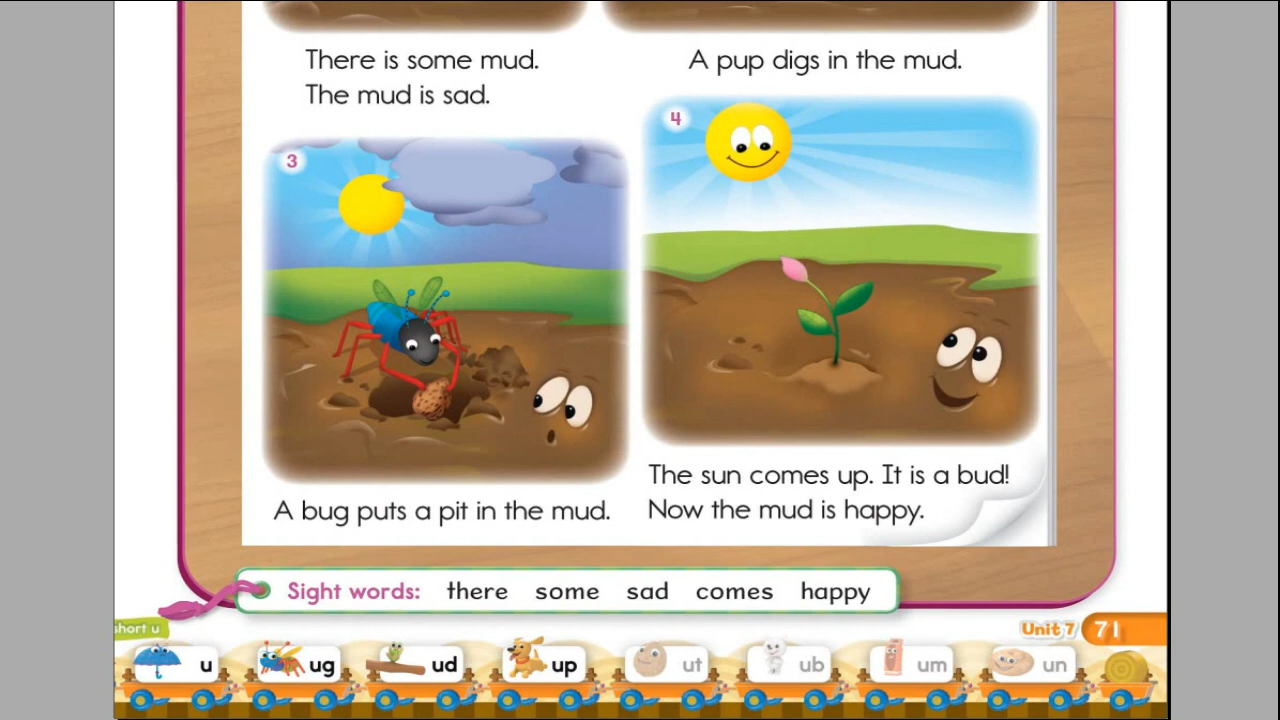 There is some mud.
The mud is sad.
A pup digs in the mud.
3
A bug puts a pit in the mud.
4
The sun comes up. It is a bud!
Now the mud is happy.
Sight words: there some sad comes happy
short u
Unit 7 71
u ug ud up ut ub um un